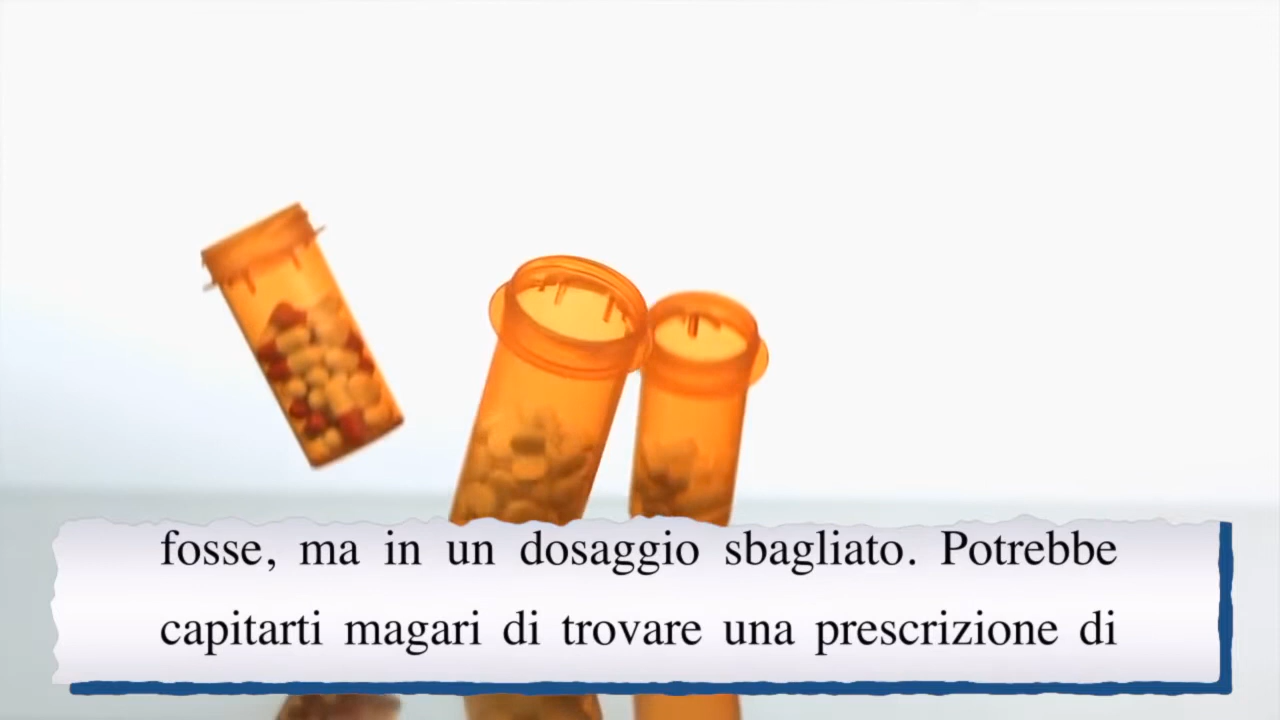 fosse, ma in un dosaggio sbagliato. Potrebbe
capitarti magari di trovare una prescrizione di